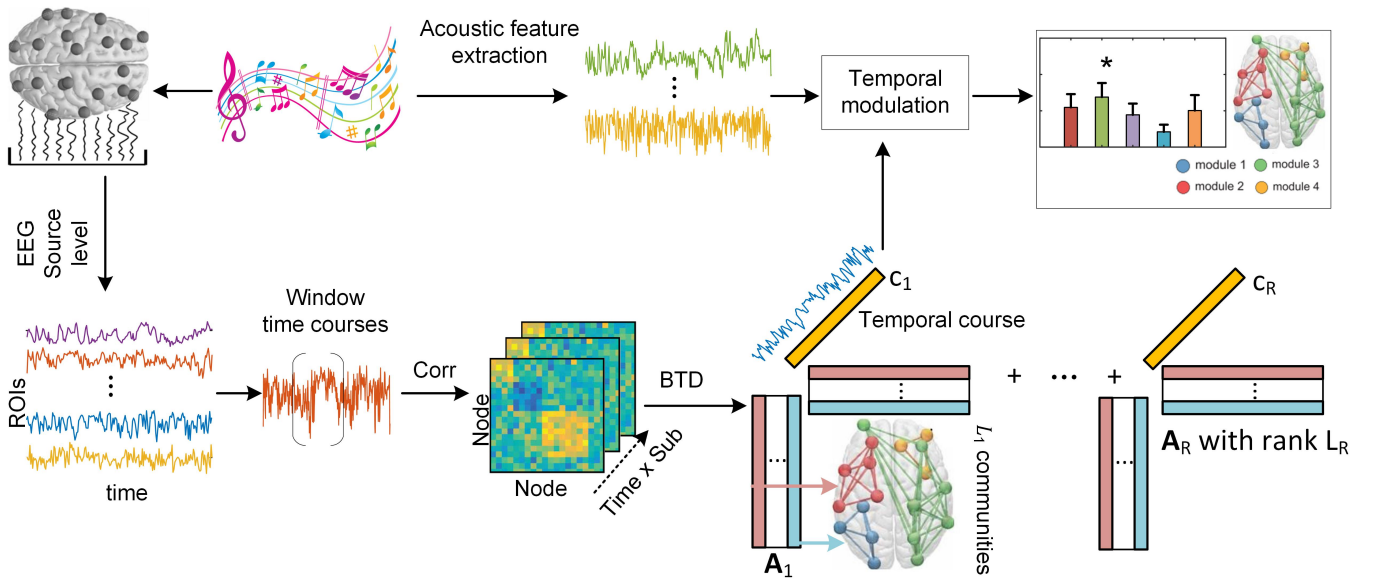 Acoustic feature
extraction
Temporal
modulation
*
module 1
module 3
module 2
module 4
EEG
Source
level
ROIs
time
Window
time courses
Corr
Node
Node
Time x Sub
BTD
c1
Temporal course
L1 communities
A1
+ ... +
cR
AR with rank LR